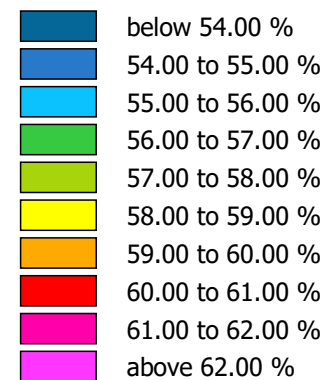 below 54.00 %
54.00 to 55.00 %
55.00 to 56.00 %
56.00 to 57.00 %
57.00 to 58.00 %
58.00 to 59.00 %
59.00 to 60.00 %
60.00 to 61.00 %
61.00 to 62.00 %
above 62.00 %